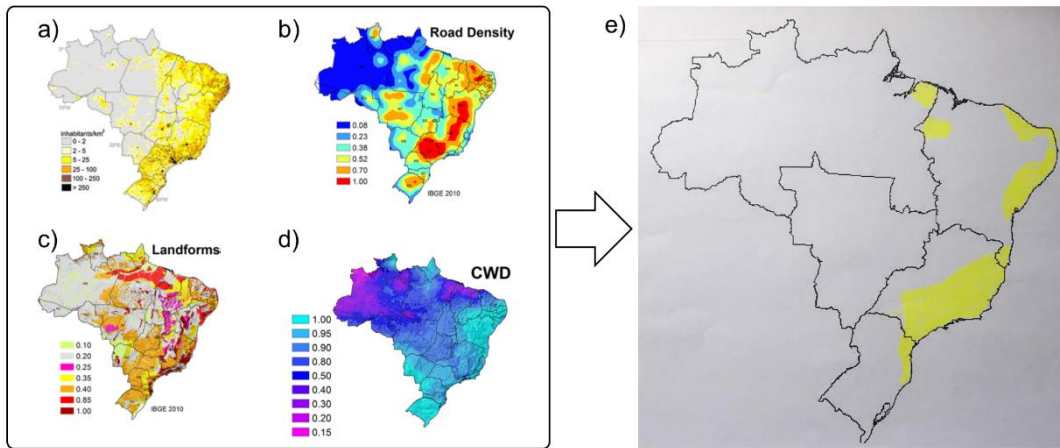 a)
inhabitants/km²
0 - 2
2 - 5
5 - 25
25 - 100
100 - 250
> 250
b)
Road Density
0.08
0.23
0.38
0.52
0.70
1.00
IBGE 2010
c)
Landforms
0.10
0.20
0.25
0.35
0.40
0.85
1.00
IBGE 2010
d)
CWD
1.00
0.95
0.90
0.80
0.50
0.40
0.30
0.20
0.15
e)